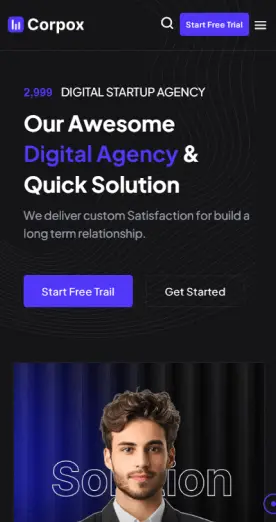 Corpox
Start Free Trial
2,999 DIGITAL STARTUP AGENCY
Our Awesome
Digital Agency &
Quick Solution
We deliver custom Satisfaction for build a
long term relationship.
Start Free Trail
Get Started